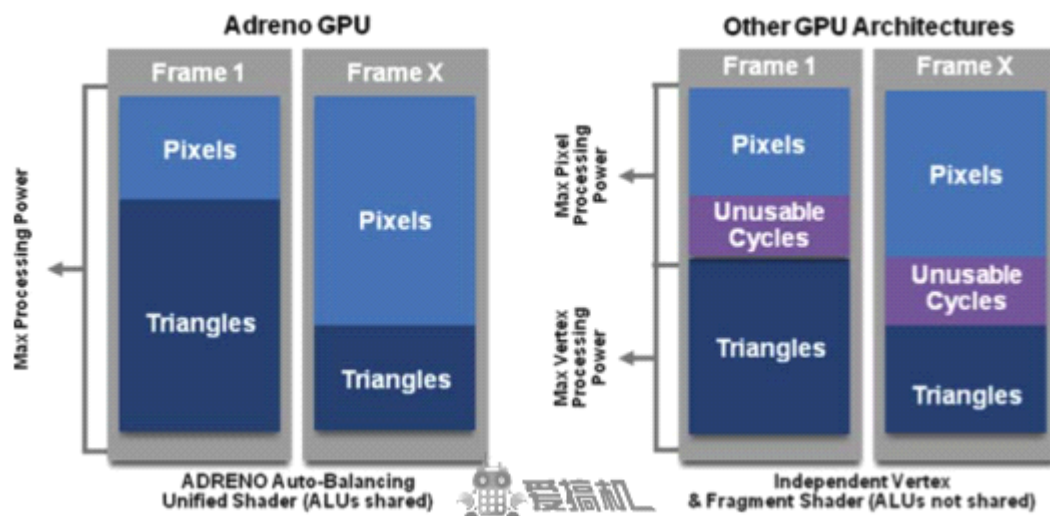 Adreno GPU
Other GPU Architectures
Frame 1
Frame X
Frame 1
Frame X
Max Processing Power
Pixels
Triangles
Pixels
Triangles
Max Pixel
Processing
Power
Max Vertex
Processing
Power
Pixels
Unusable
Cycles
Triangles
Pixels
Unusable
Cycles
Triangles
ADRENO Auto-Balancing
Unified Shader (ALUs shared)
爱搞机
Independent Vertex
& Fragment Shader (ALUs not shared)